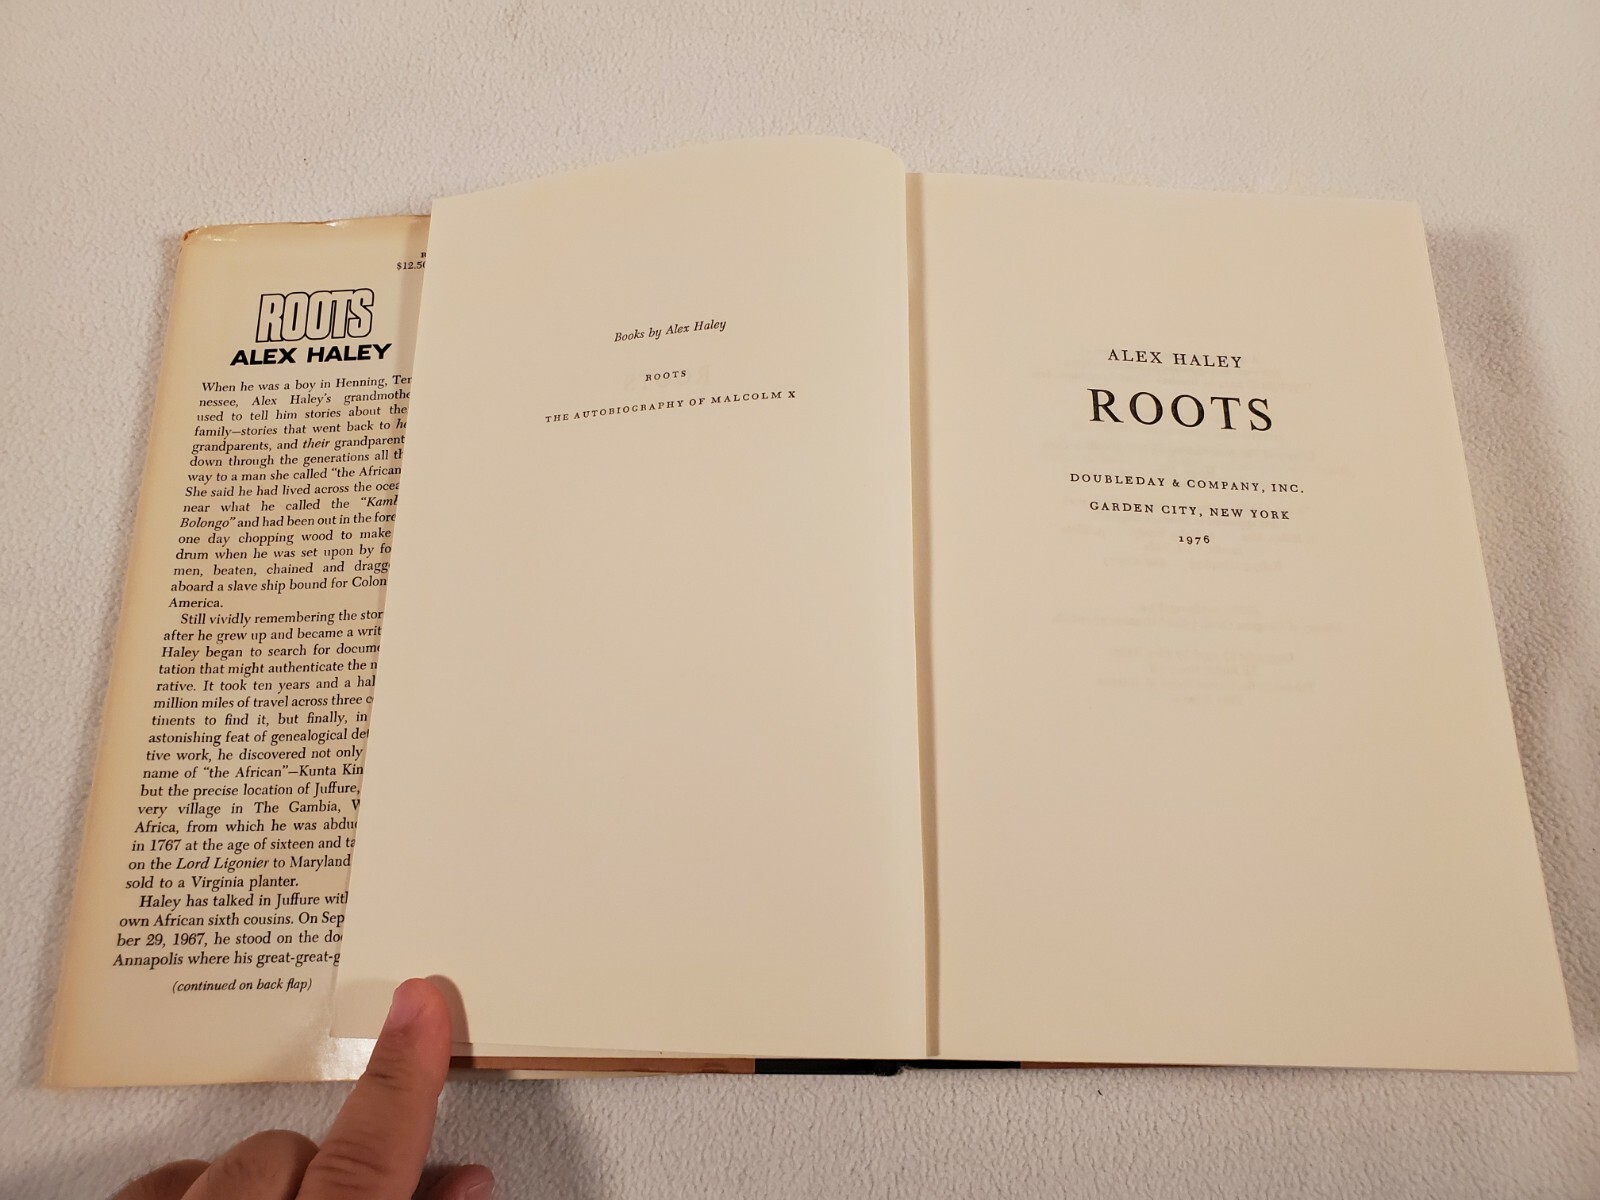 $12.50
ROOTS
ALEX HALEY
When he was a boy in Henning, Ten
nessee, Alex Haley's grandmothe
used to tell him stories about the
family—stories that went back to he
grandparents, and their grandparent
down through the generations all th
way to a man she called "the African
She said he had lived across the ocea
near what he called the "Kamb
Bolongo" and had been out in the fore
one day chopping wood to make
drum when he was set upon by fo
men, beaten, chained and dragg
aboard a slave ship bound for Colon
America.
Still vividly remembering the stor
after he grew up and became a writ
Haley began to search for docume
tation that might authenticate the n
rative. It took ten years and a hal
million miles of travel across three c
tinents to find it, but finally, in
astonishing feat of genealogical det
tive work, he discovered not only
name of "the African"—Kunta Kin
but the precise location of Juffure,
very village in The Gambia, W
Africa, from which he was abdu
in 1767 at the age of sixteen and ta
on the Lord Ligonier to Maryland
sold to a Virginia planter.
Haley has talked in Juffure with
own African sixth cousins. On Sep
ber 29, 1967, he stood on the do
Annapolis where his great-great-g
(continued on back flap)
Books by Alex Haley
ROOTS
THE AUTOBIOGRAPHY OF MALCOLM X
ALEX HALEY
ROOTS
DOUBLEDAY & COMPANY, INC.
GARDEN CITY, NEW YORK
1976